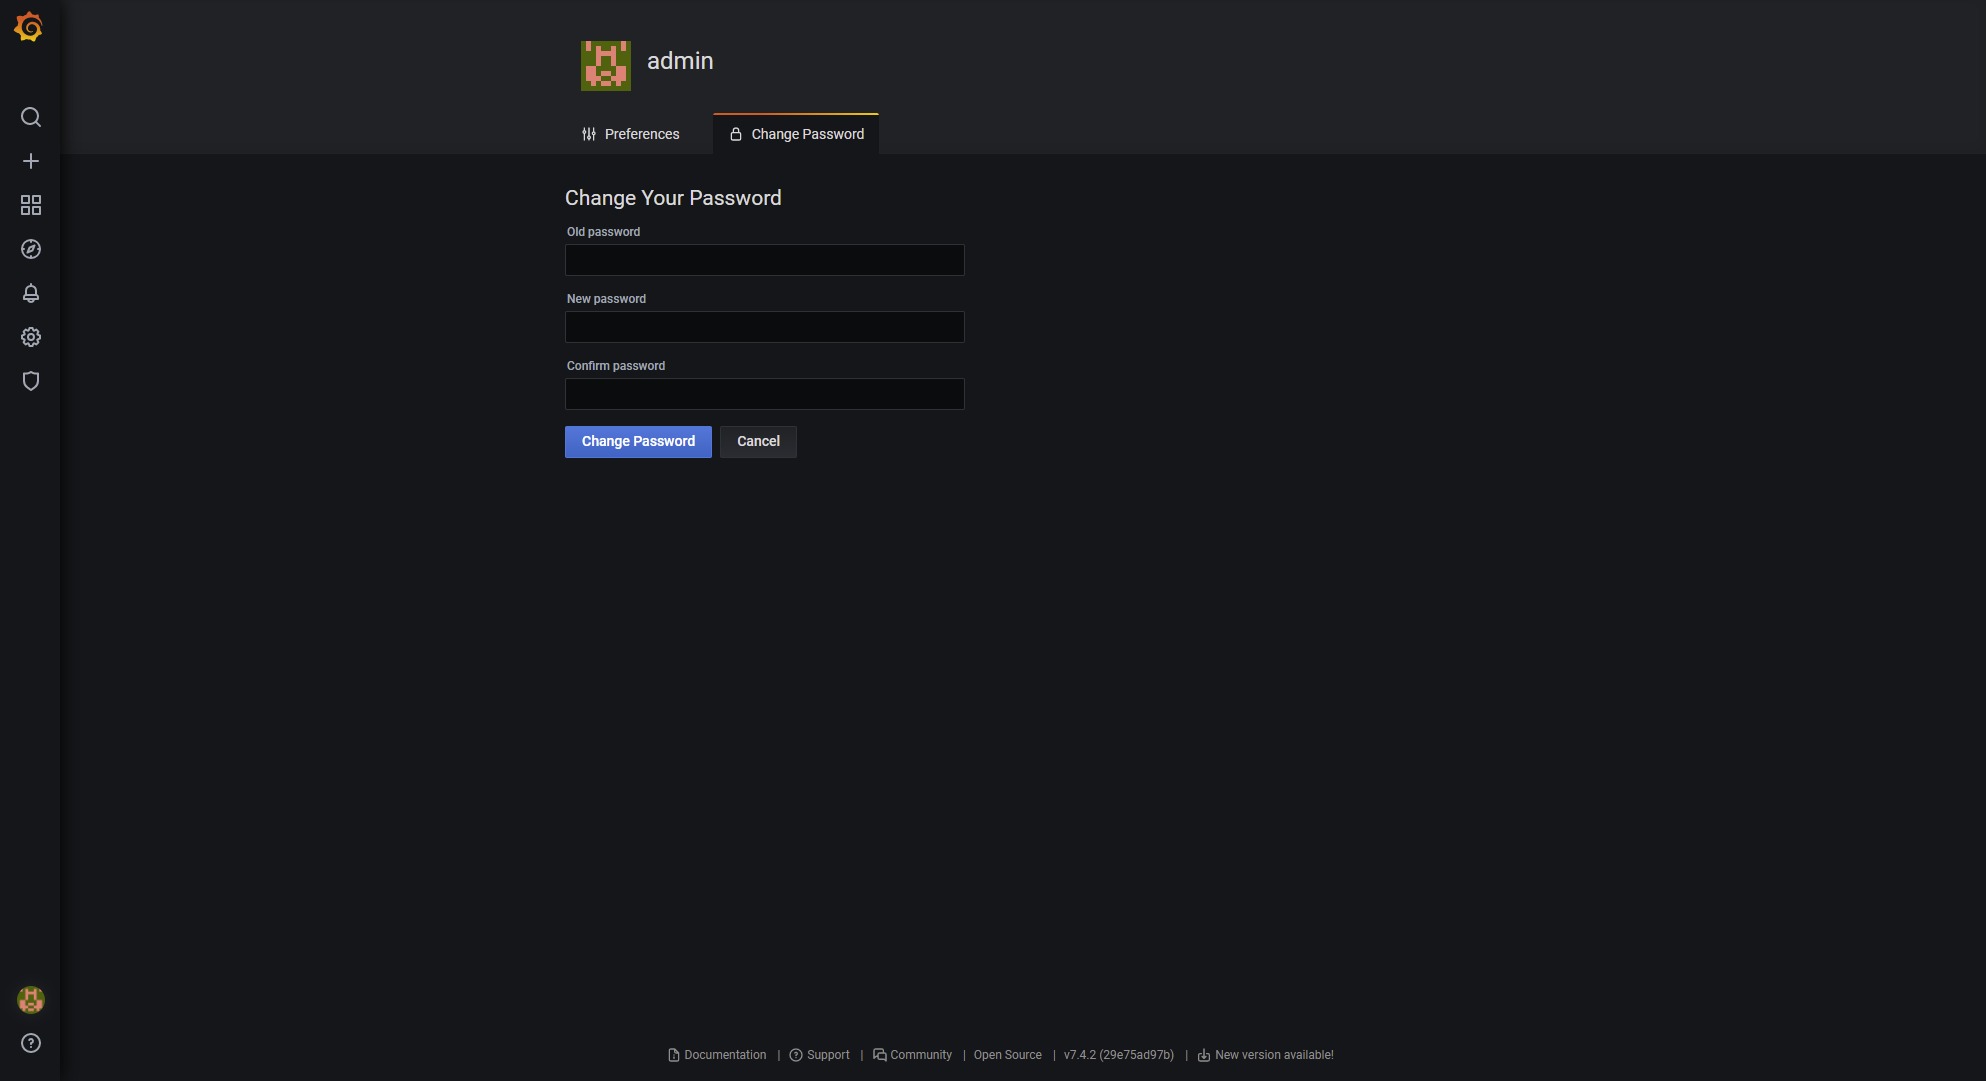 admin
Preferences
Change Password
Change Your Password
Old password
New password
Confirm password
Change Password
Cancel
Documentation | Support | Community | Open Source | v7.4.2 (29e75ad97b) | New version available!